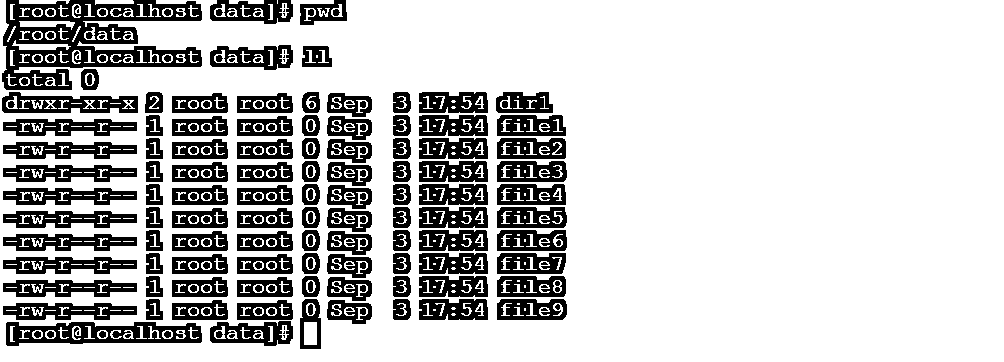 [root@localhost data]# pwd
/root/data
[root@localhost data]# ll
total 0
drwxr-xr-x 2 root root 6 Sep  3 17:54 dir1
-rw-r--r-- 1 root root 0 Sep  3 17:54 file1
-rw-r--r-- 1 root root 0 Sep  3 17:54 file2
-rw-r--r-- 1 root root 0 Sep  3 17:54 file3
-rw-r--r-- 1 root root 0 Sep  3 17:54 file4
-rw-r--r-- 1 root root 0 Sep  3 17:54 file5
-rw-r--r-- 1 root root 0 Sep  3 17:54 file6
-rw-r--r-- 1 root root 0 Sep  3 17:54 file7
-rw-r--r-- 1 root root 0 Sep  3 17:54 file8
-rw-r--r-- 1 root root 0 Sep  3 17:54 file9
[root@localhost data]#